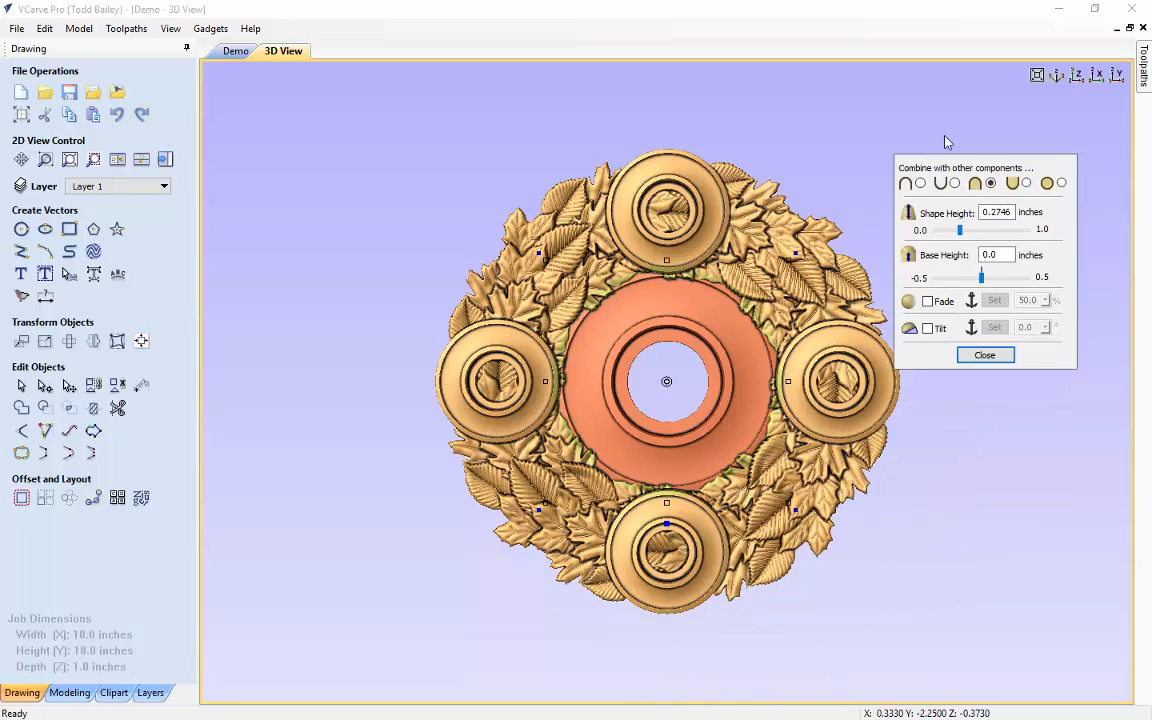 VCarve Pro (Todd Bailey) - [Demo - 3D View]
File Edit Model Toolpaths View Gadgets Help
Drawing
Demo 3D View
Toolpaths
File Operations
2D View Control
Layer Layer 1
Create Vectors
Transform Objects
Edit Objects
Offset and Layout
Job Dimensions
Width (X): 18.0 inches
Height (Y): 18.0 inches
Depth (Z): 1.0 inches
Drawing Modeling Clipart Layers
Combine with other components ...
Shape Height: 0.2746 inches
0.0 1.0
Base Height: 0.0 inches
-0.5 0.5
Fade Set 50.0 %
Tilt Set 0.0 °
Close
Ready
X: 0.3330 Y: -2.2500 Z: -0.3730